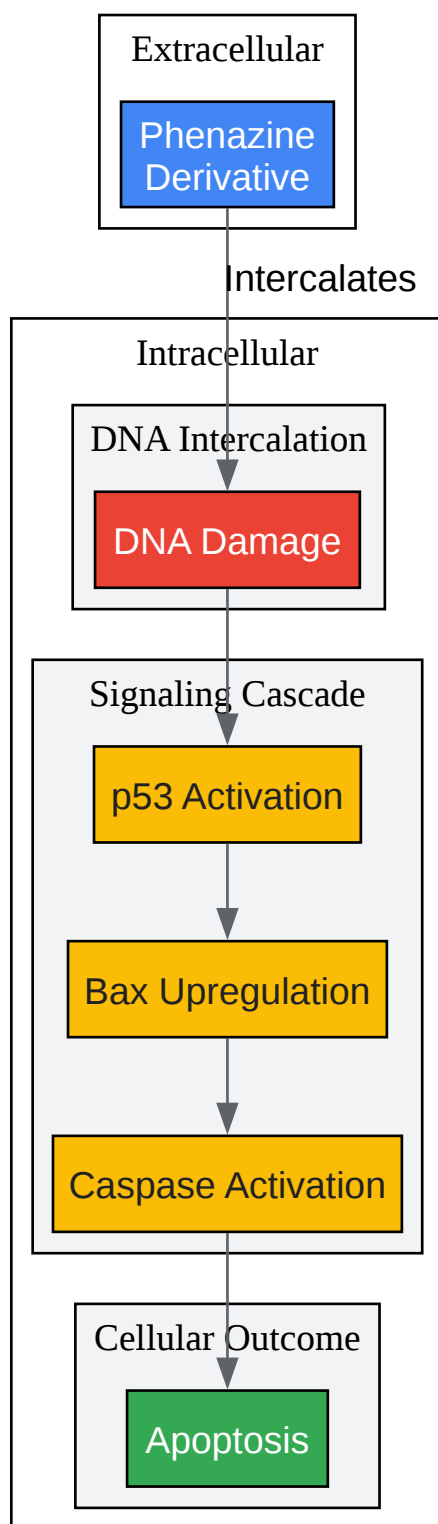 Extracellular
Phenazine
Derivative
Intercalates
Intracellular
DNA Intercalation
DNA Damage
Signaling Cascade
p53 Activation
Bax Upregulation
Caspase Activation
Cellular Outcome
Apoptosis